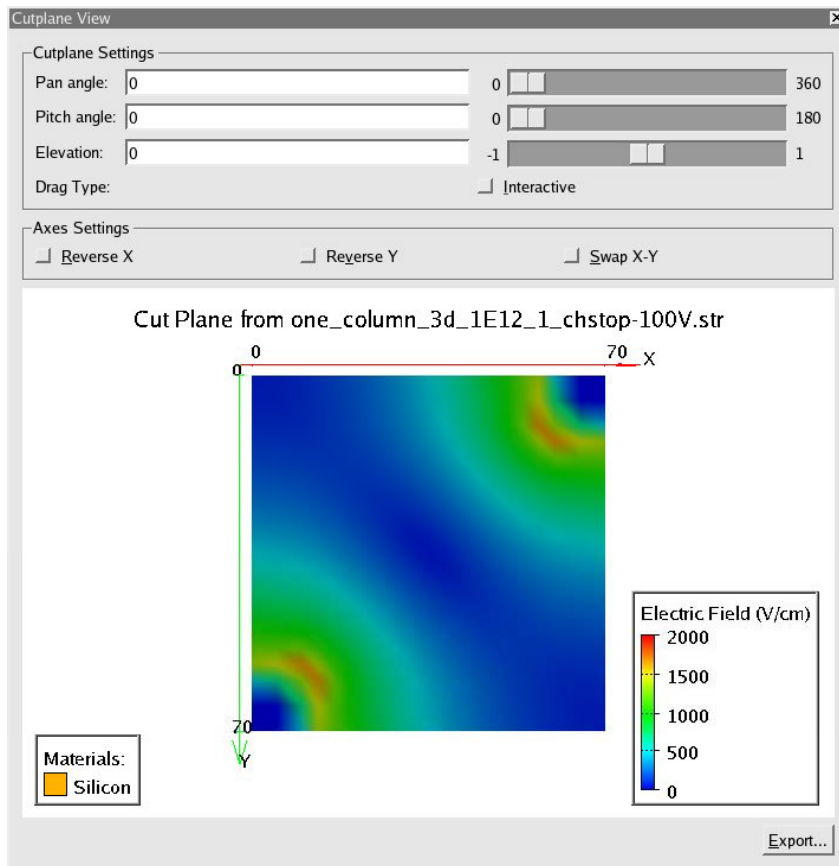 Cutplane View
Cutplane Settings
Pan angle: 0 0 360
Pitch angle: 0 0 180
Elevation: 0 -1 1
Drag Type: Interactive
Axes Settings
Reverse X Reverse Y Swap X-Y
Cut Plane from one_column_3d_1E12_1_chstop-100V.str
0 70 X
0
70
Y
Materials:
Silicon
Electric Field (V/cm)
2000
1500
1000
500
0
Export...